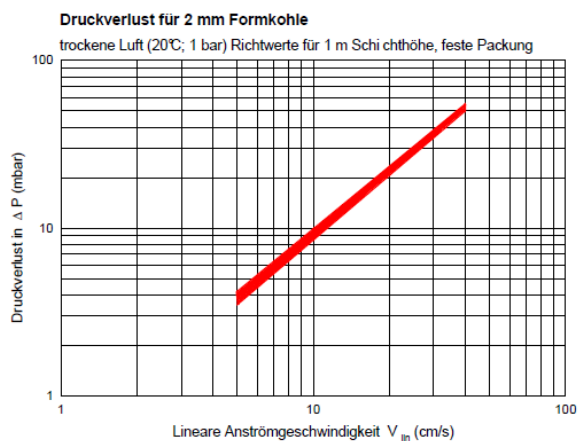 Druckverlust für 2 mm Formkohle
trockene Luft (20°C; 1 bar) Richtwerte für 1 m Schi chthöhe, feste Packung
100
10
1
Druckverlust in Δ P (mbar)
1
10
100
Lineare Anströmgeschwindigkeit V lin (cm/s)